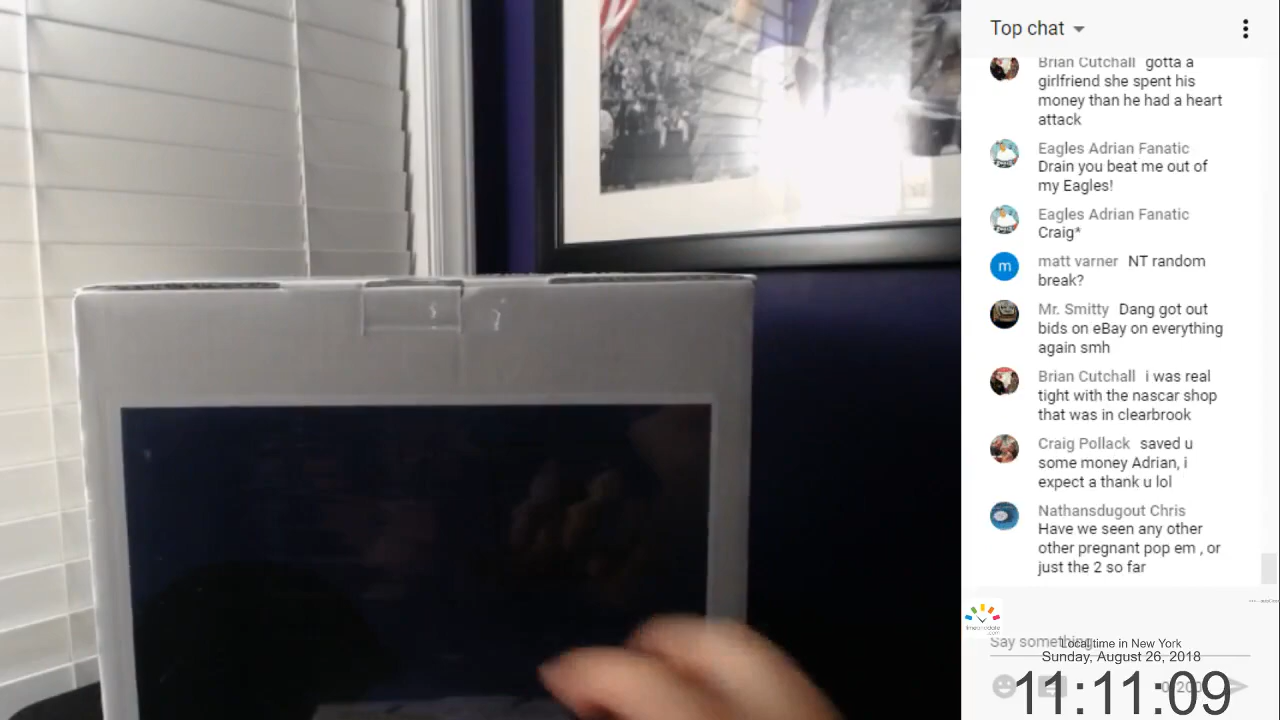 Top chat
Brian Cutchall gotta a
girlfriend she spent his
money than he had a heart
attack
Eagles Adrian Fanatic
Drain you beat me out of
my Eagles!
Eagles Adrian Fanatic
Craig*
matt varner NT random
break?
m
Mr. Smitty Dang got out
bids on eBay on everything
again smh
Brian Cutchall i was real
tight with the nascar shop
that was in clearbrook
Craig Pollack saved u
some money Adrian, i
expect a thank u lol
Nathansdugout Chris
Have we seen any other
other pregnant pop em , or
just the 2 so far
Say something...
Local time in New York
Sunday, August 26, 2018
11:11:09
0/200